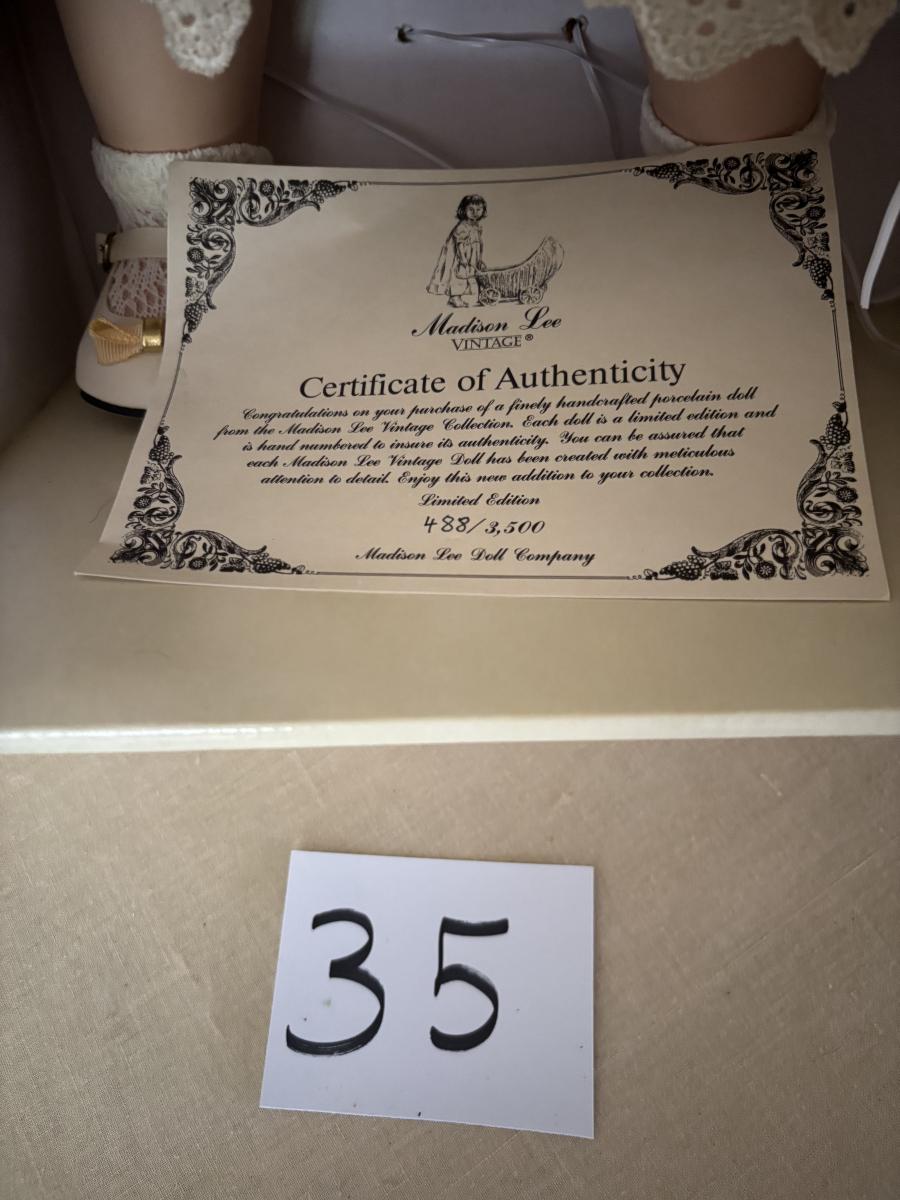 Madison Lee
VINTAGE®
Certificate of Authenticity
Congratulations on your purchase of a finely handcrafted porcelain doll
from the Madison Lee Vintage Collection. Each doll is a limited edition and
is hand numbered to insure its authenticity. You can be assured that
each Madison Lee Vintage Doll has been created with meticulous
attention to detail. Enjoy this new addition to your collection.
Limited Edition
488/3,500
Madison Lee Doll Company
35